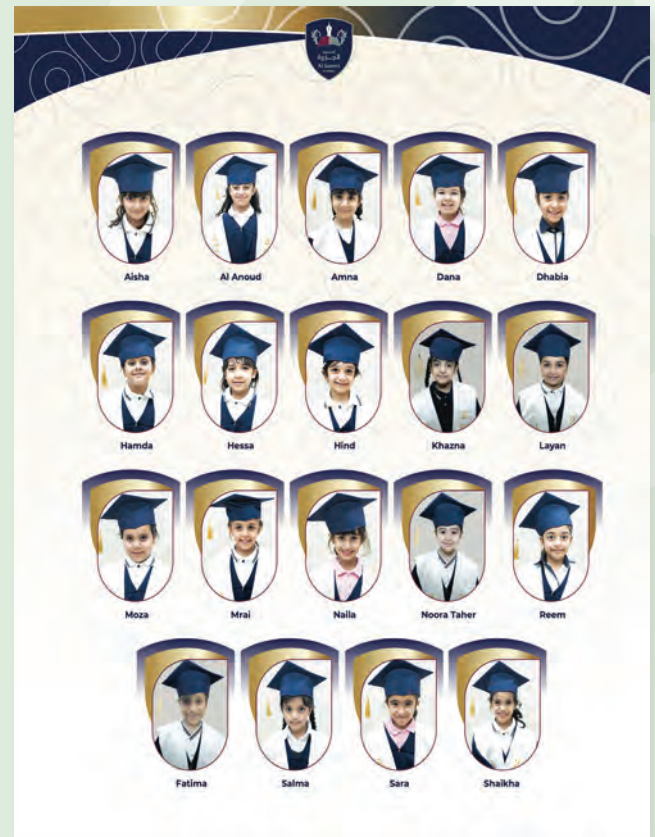 الجزوة
Aisha Al Anoud Amna Dana Dhabia
Hamda Hessa Hind Khazna Layan
Moza Mrai Naila Noora Taher Reem
Fatima Salma Sara Shaikha